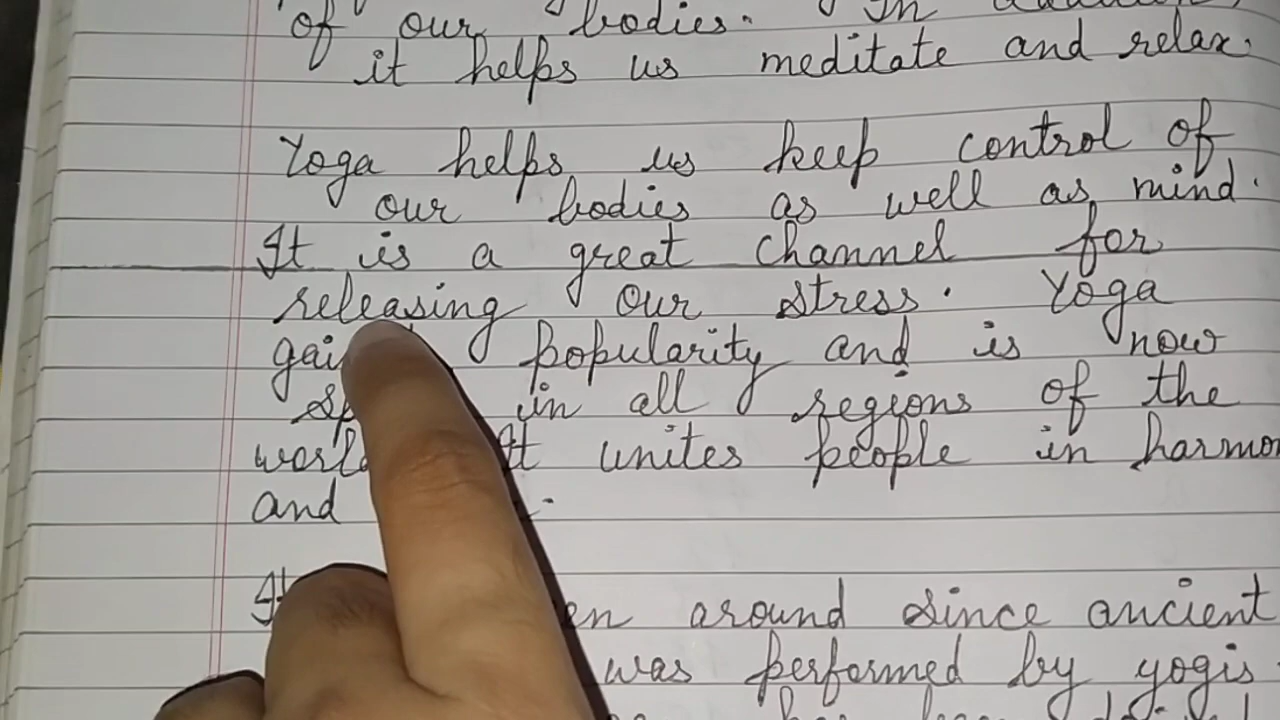 of our bodies. In
it helps us meditate and relax.
Yoga helps us keep control of
our bodies as well as mind.
It is a great channel for
releasing our stress. Yoga
popularity and is now
in all regions of the
It unites people in
and
around since ancient
was performed by yogis